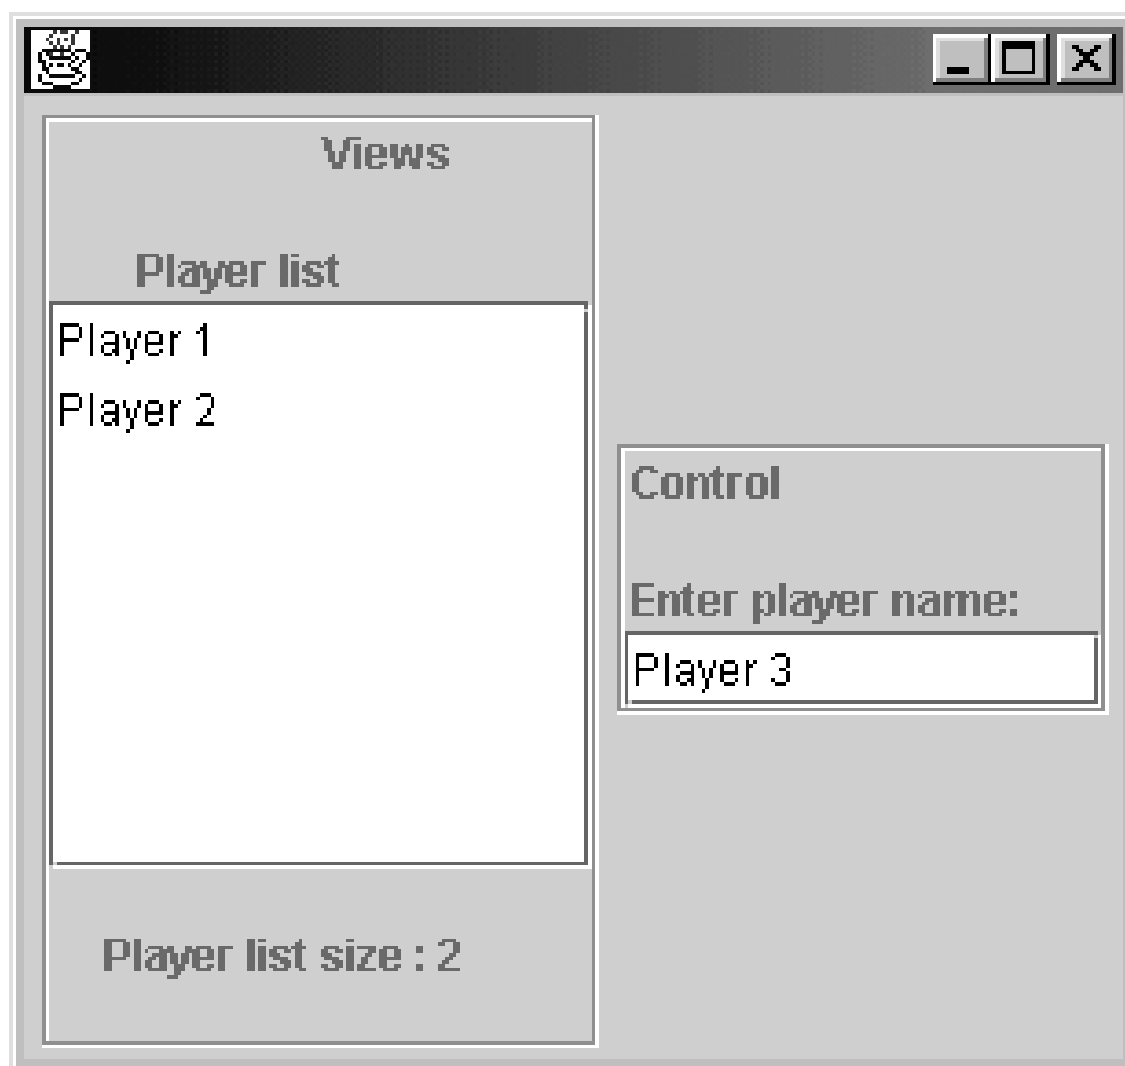 Views
Player list
Player 1
Player 2
Player list size : 2
Control
Enter player name:
Player 3